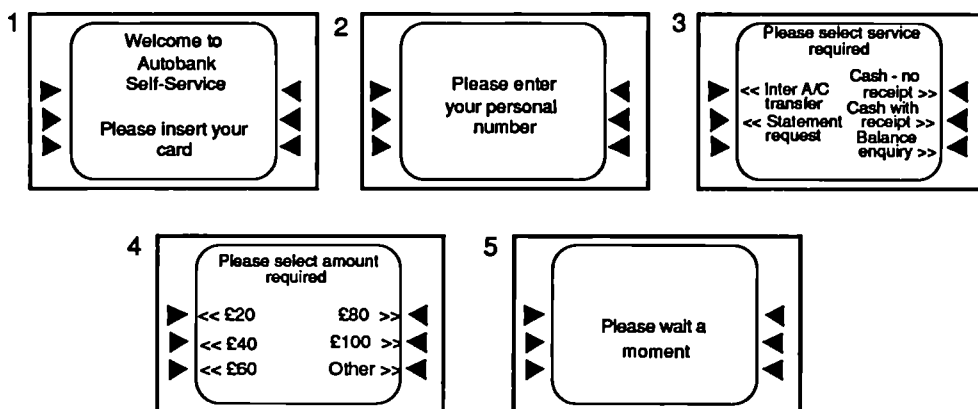 1
Welcome to
Autobank
Self-Service
Please insert your
card
2
Please enter
your personal
number
3
Please select service
required
<< Inter A/C
transfer
<< Statement
request
Cash - no
receipt >>
Cash with
receipt >>
Balance
enquiry >>
4
Please select amount
required
<< £20 £80 >>
<< £40 £100 >>
<< £60 Other >>
5
Please wait a
moment